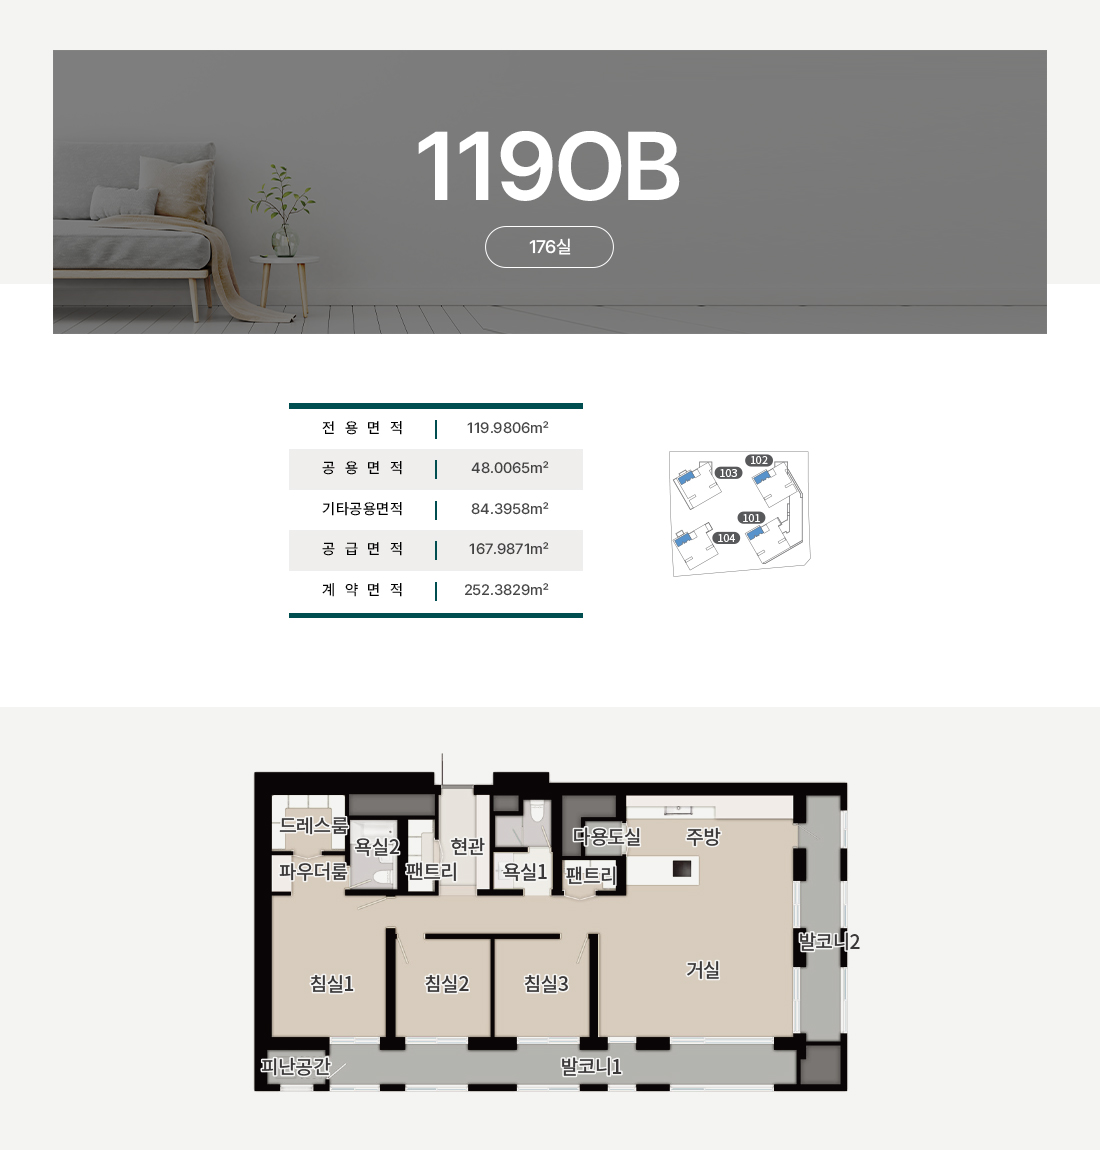 119OB
176실
전용면적 119.9806m²
공용면적 48.0065m²
기타공용면적 84.3958m²
공급면적 167.9871m²
계약면적 252.3829m²
102
103
101
104
드레스룸
욕실2
현관
다용도실
주방
파우더룸
팬트리
욕실1
팬트리
발코니2
거실
침실1
침실2
침실3
피난공간
발코니1